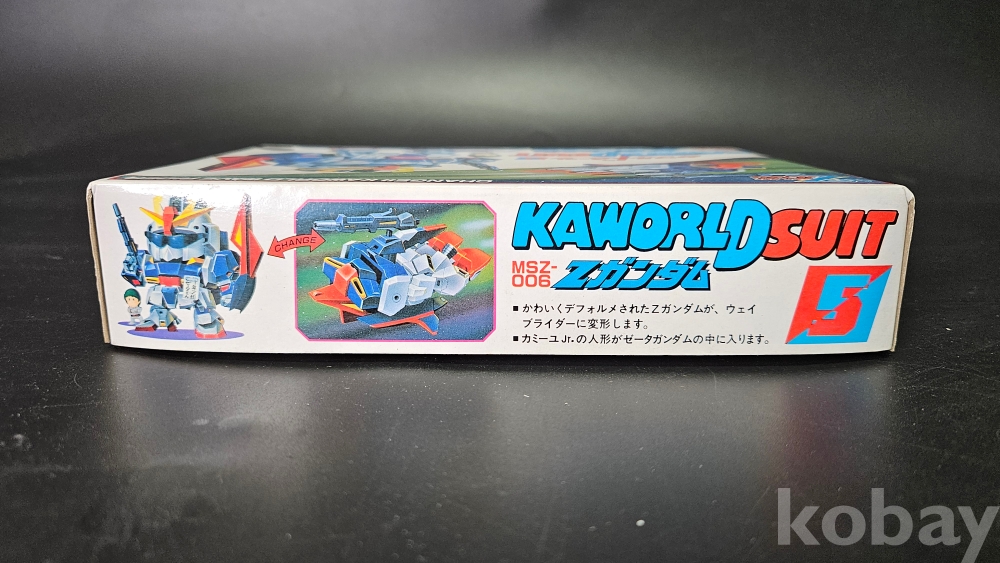 CHANGE
KAWORLD SUIT
MSZ-
006 Zガンダム
5
■かわいくデフォルメされたZガンダムが、ウェイ
ブライダーに変形します。
■カミーユJr.の人形がゼータガンダムの中に入ります。
kobay